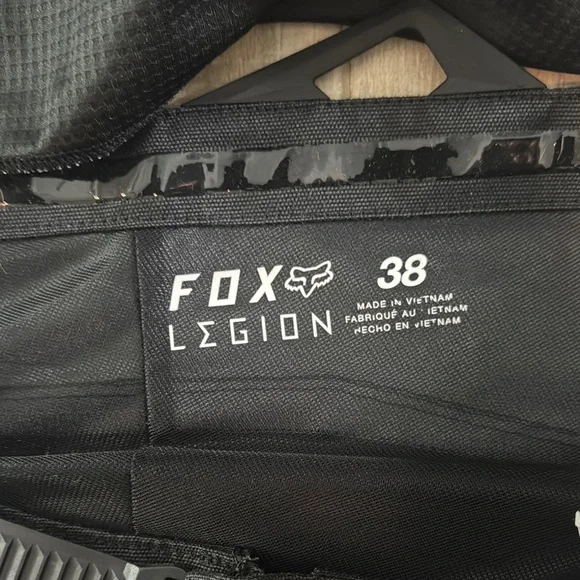 FOX
LEGION
38
MADE IN VIETNAM
FABRIQUÉ AU VIETNAM
HECHO EN VIETNAM